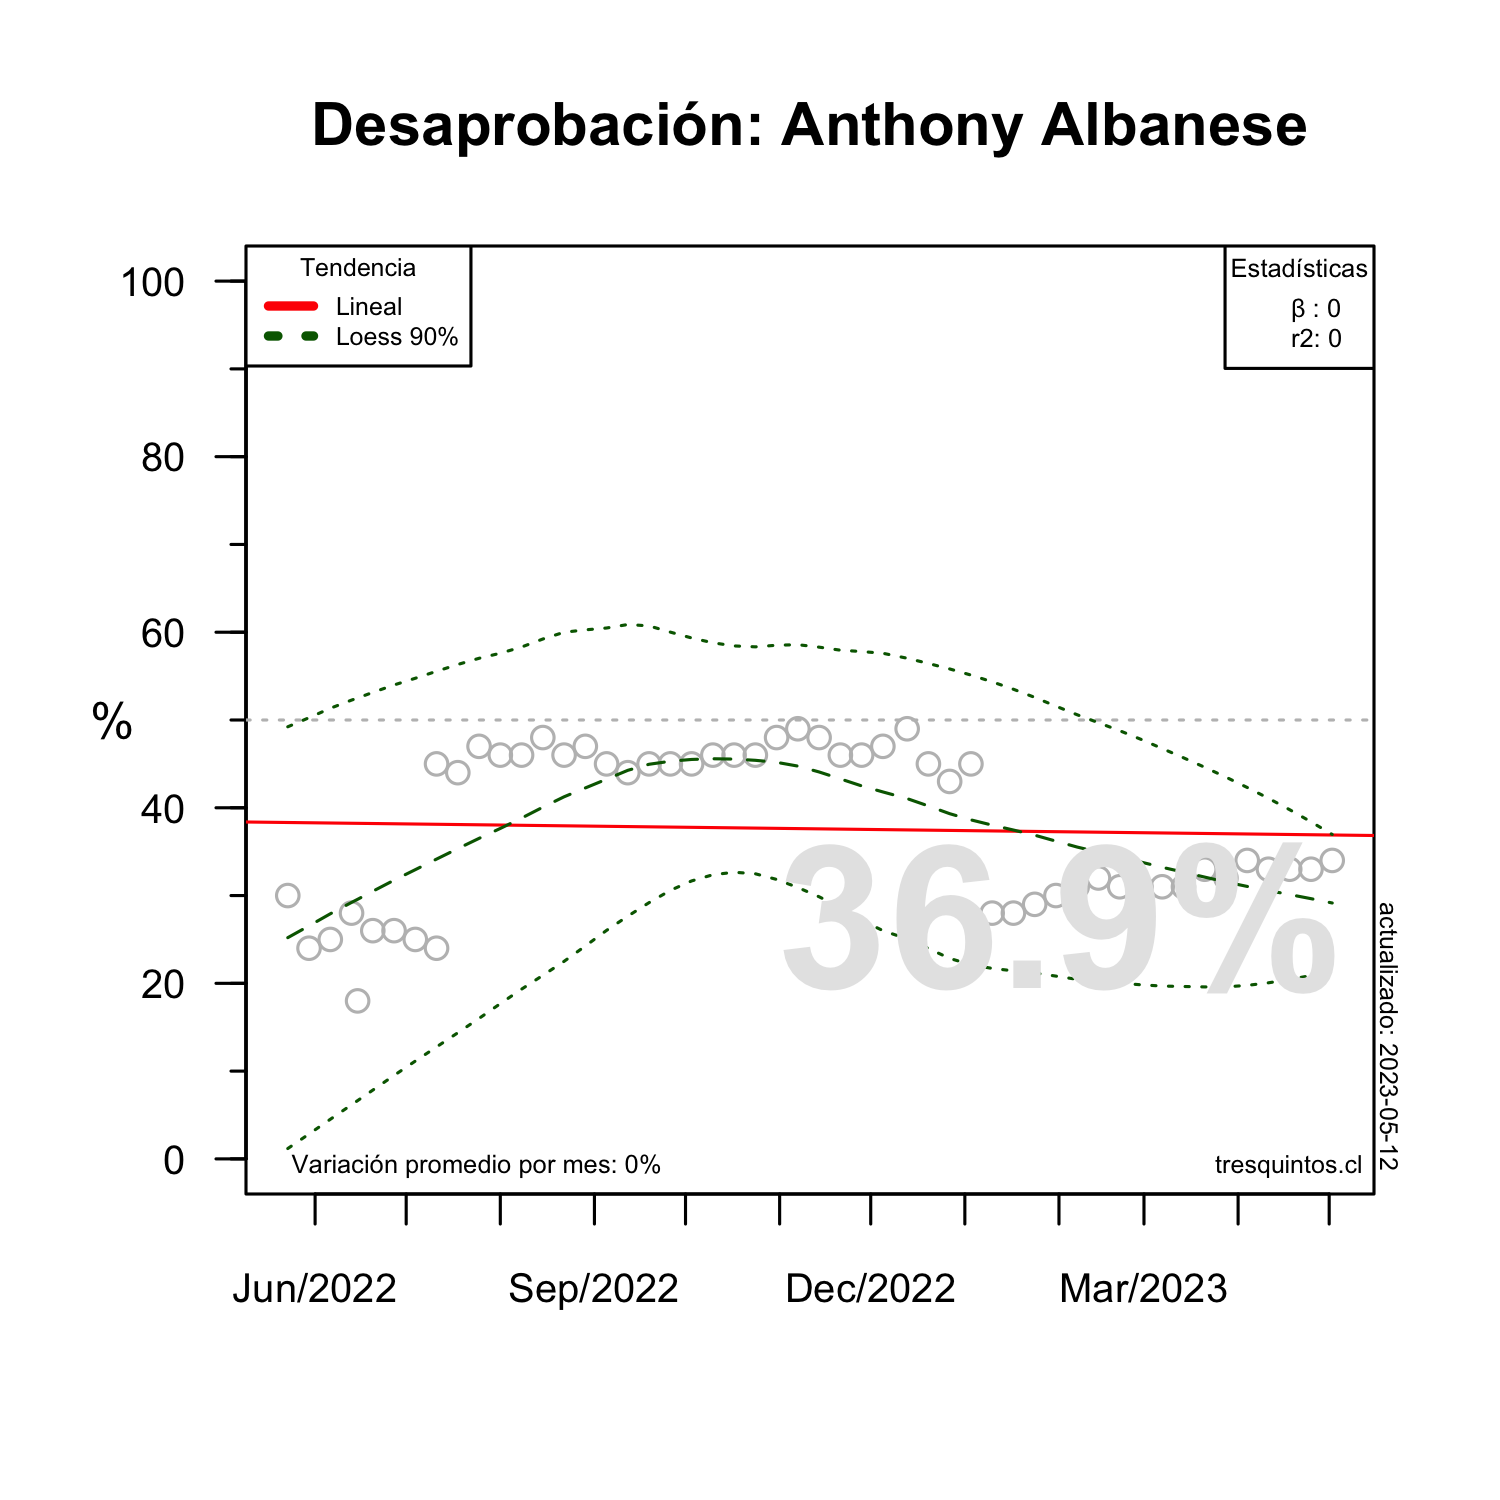 Desaprobación: Anthony Albanese
Tendencia
Lineal
Loess 90%
Estadísticas
β : 0
r2: 0
100
80
60
%
40
20
0
36.9%
actualizado: 2023-05-12
Variación promedio por mes: 0%
tresquintos.cl
Jun/2022
Sep/2022
Dec/2022
Mar/2023